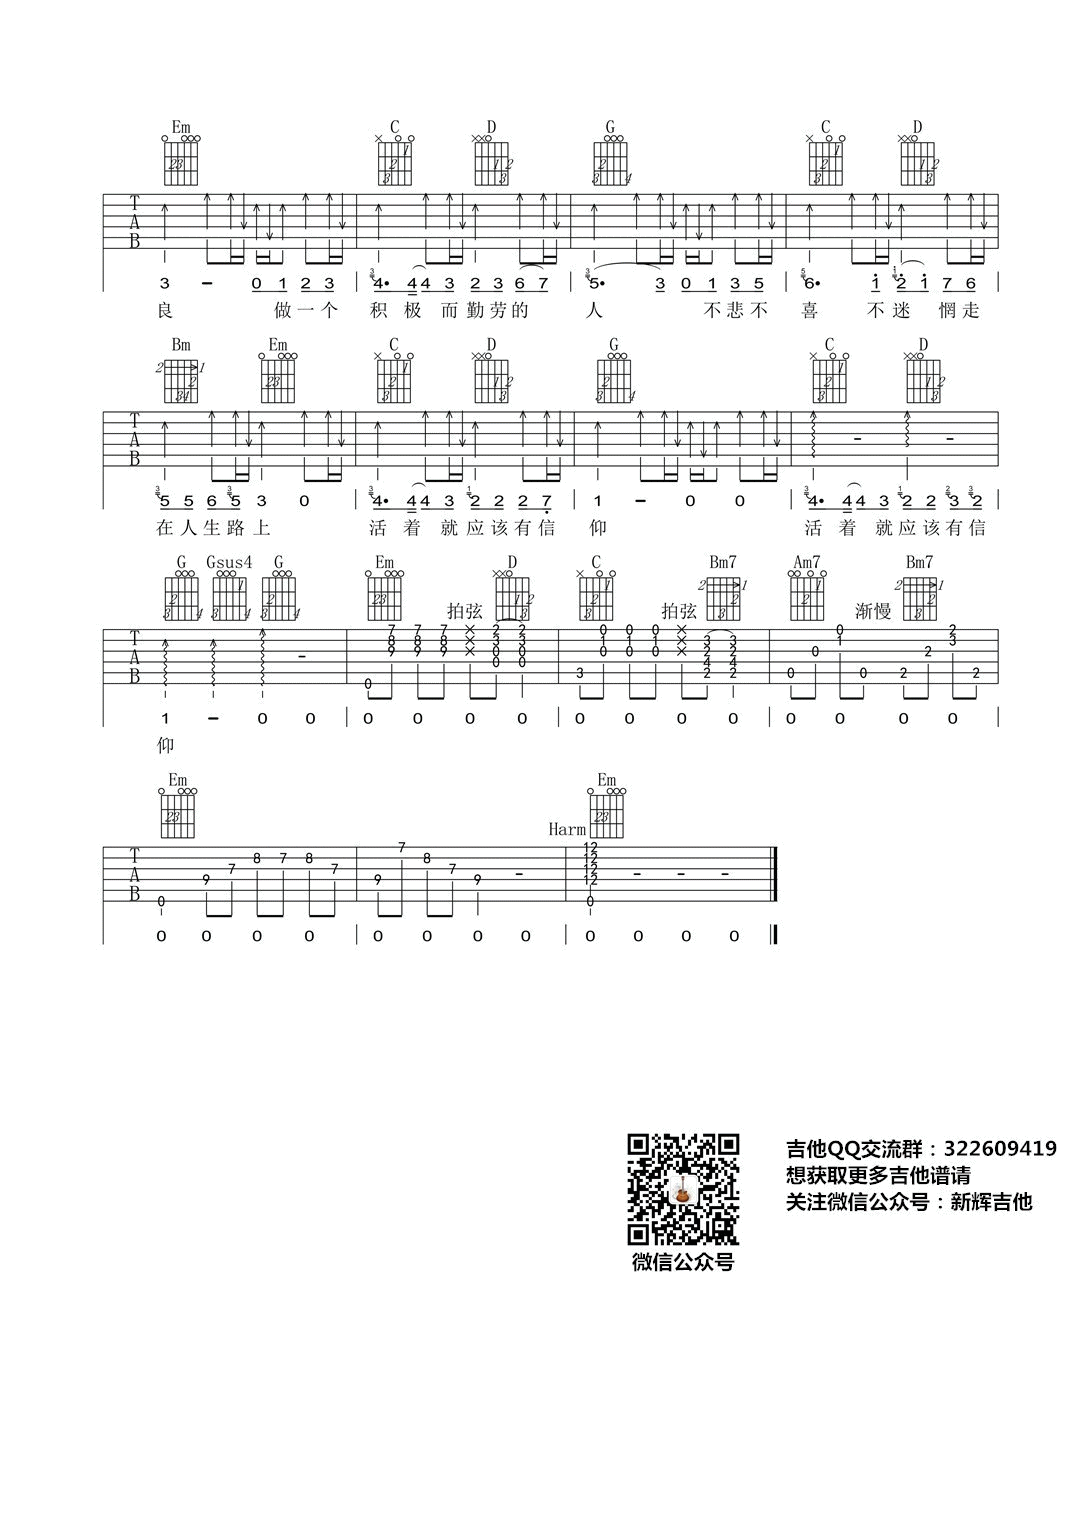 Em C D G C D
T A B
3 - 0 1 2 3 4· 4 4 3 2 3 6 7 5· 3 0 1 3 5 6· 1 2 1 7 6
良 做一个 积极而勤劳的 人 不悲不 喜 不迷惘走
Bm Em C D G C D
T A B - -
5 5 6 5 3 0 4· 4 4 3 2 2 2 7 1 - 0 0 4· 4 4 3 2 2 3 2
在人生路上 活着就应该有信 仰 活着就应该有信
G Gsus4 G Em D C Bm7 Am7 Bm7
拍弦 拍弦 渐慢
T A B
1 - 0 0 0 0 0 0 0 0 0 0 0 0 0 0
仰
Em Em
Harm
T A B
0 0 0 0 0 0 0 0 0 0 0 0
吉他QQ交流群：322609419
想获取更多吉他谱请
关注微信公众号：新辉吉他
微信公众号